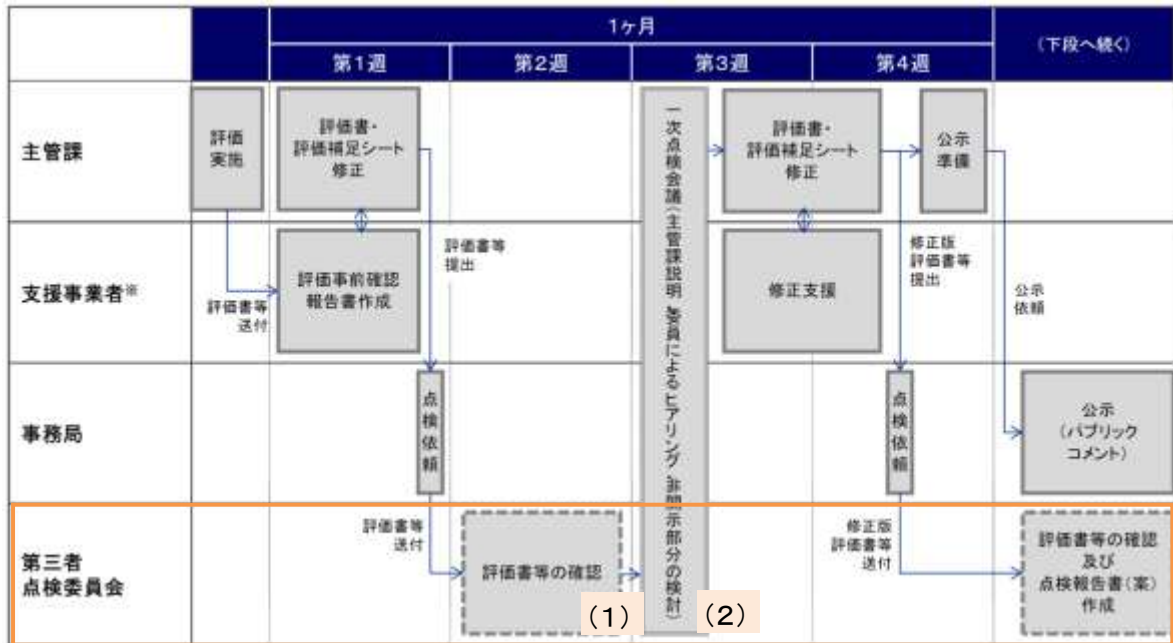 1ヶ月
(下段へ続く)
第1週
第2週
第3週
第4週
主管課
評価
実施
評価書・
評価補足シート
修正
評価書・
評価補足シート
修正
公示
準備
一次点検会議(主管課説明、委員によるヒアリング、非開示部分の検討)
支援事業者※
評価書等
送付
評価事前確認
報告書作成
評価書等
提出
修正支援
修正版
評価書等
提出
公示
依頼
事務局
点検依頼
点検依頼
公示
(パブリック
コメント)
第三者
点検委員会
評価書等
送付
評価書等の確認
(1)
(2)
修正版
評価書等
送付
評価書等の確認
及び
点検報告書(案)
作成